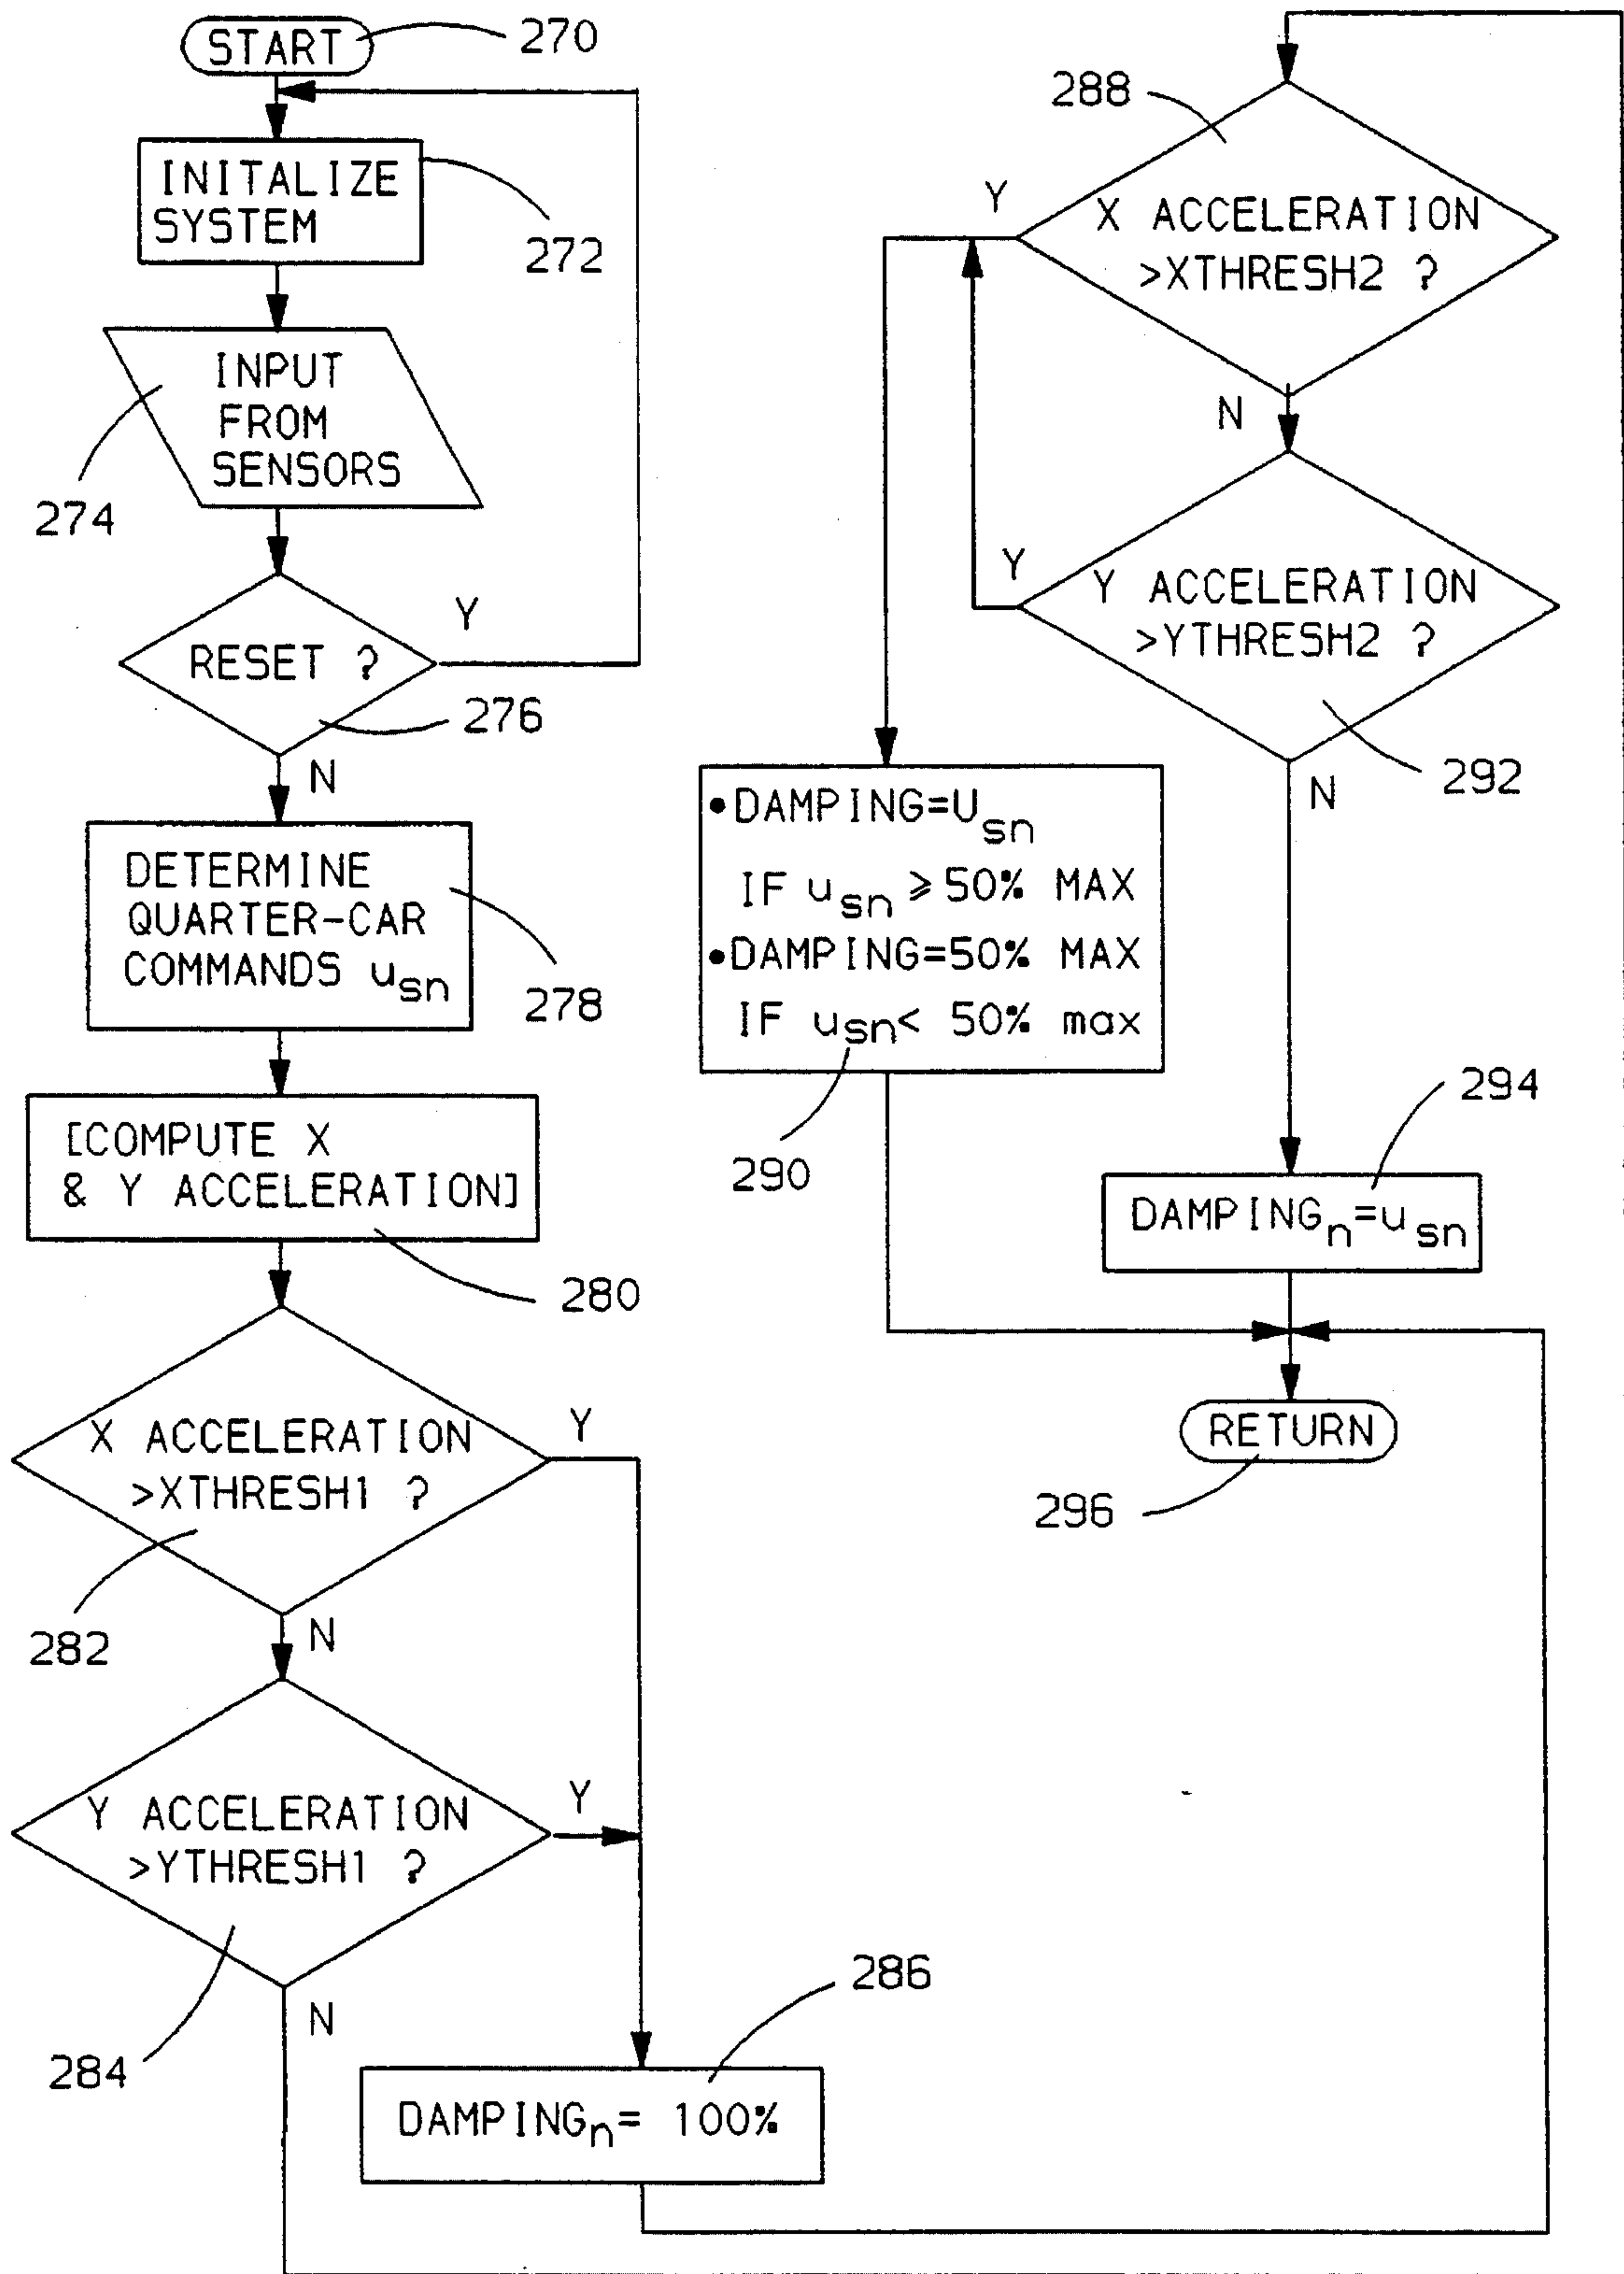 START
270
INITALIZE
SYSTEM
272
INPUT
FROM
SENSORS
274
RESET ?
Y
276
N
DETERMINE
QUARTER-CAR
COMMANDS usn
278
[COMPUTE X
& Y ACCELERATION]
280
X ACCELERATION
>XTHRESH1 ?
Y
282
N
Y ACCELERATION
>YTHRESH1 ?
Y
284
N
286
DAMPINGn= 100%
288
X ACCELERATION
>XTHRESH2 ?
Y
N
Y ACCELERATION
>YTHRESH2 ?
Y
292
N
•DAMPING=Usn
IF usn ⩾ 50% MAX
•DAMPING=50% MAX
IF usn< 50% max
290
294
DAMPINGn=usn
RETURN
296